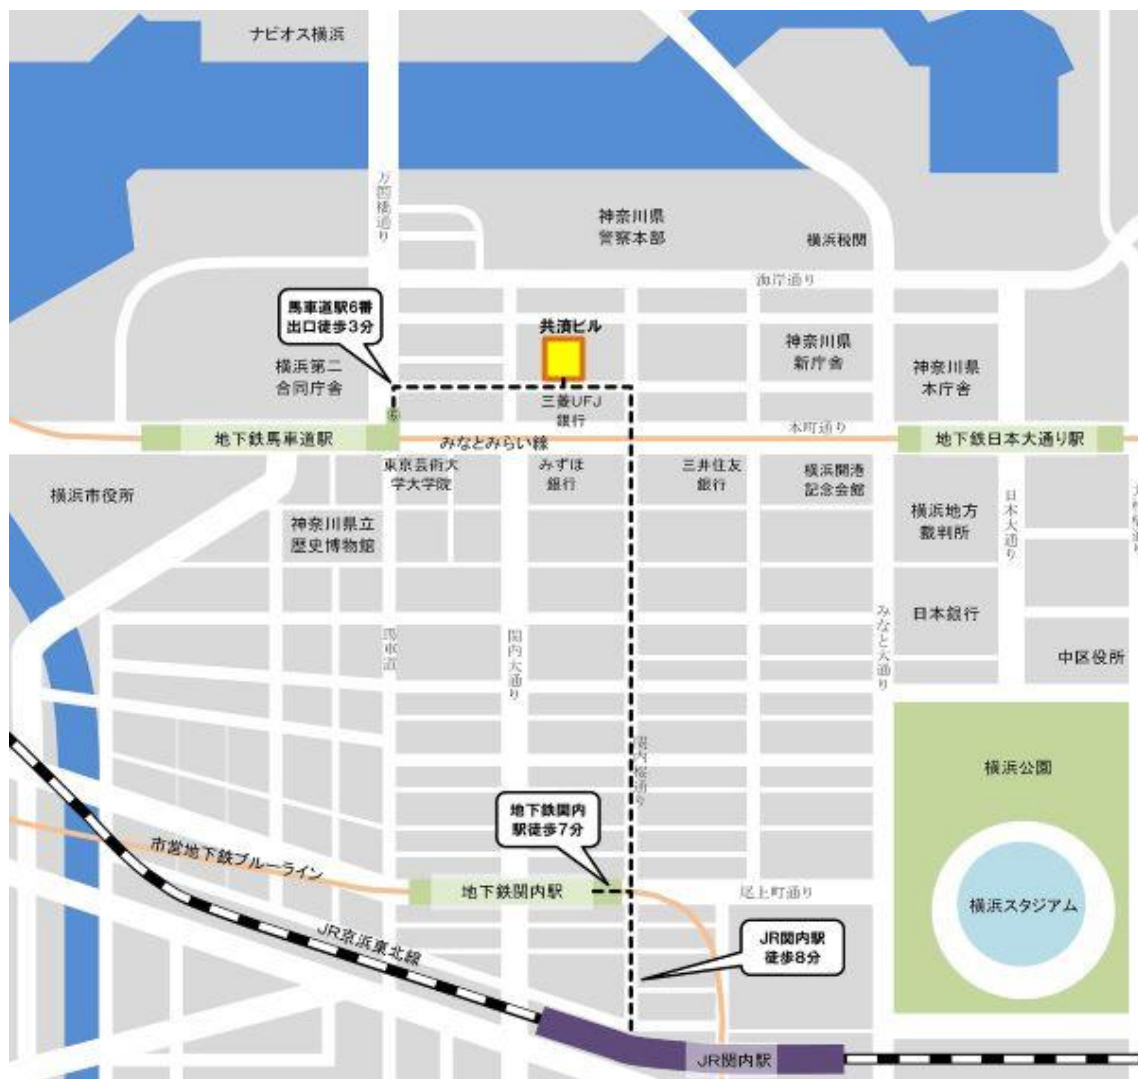 ナビオス横浜
万国橋通り
神奈川県
警察本部
横浜税関
海岸通り
馬車道駅6番
出口徒歩3分
共済ビル
横浜第二
合同庁舎
神奈川県
新庁舎
神奈川県
本庁舎
三菱UFJ
銀行
6
地下鉄馬車道駅
みなとみらい線
本町通り
地下鉄日本大通り駅
横浜市役所
東京芸術大
学大学院
みずほ
銀行
三井住友
銀行
横浜開港
記念会館
神奈川県立
歴史博物館
横浜地方
裁判所
日本大通り
日本銀行
馬車道
関内大通り
みなと大通り
中区役所
関内桜通り
横浜公園
地下鉄関内
駅徒歩7分
市営地下鉄ブルーライン
地下鉄関内駅
尾上町通り
横浜スタジアム
JR京浜東北線
JR関内駅
徒歩8分
JR関内駅